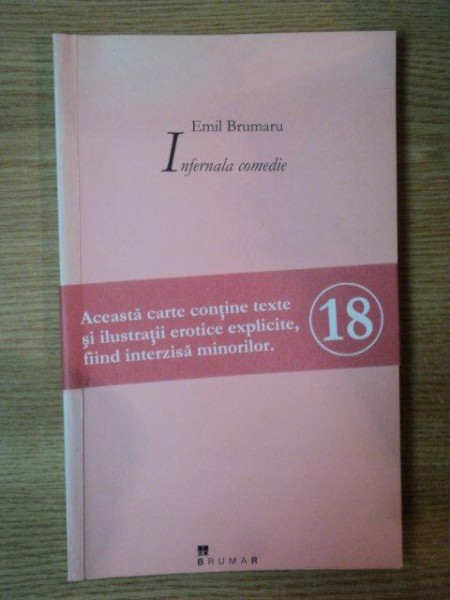 Emil Brumaru
Infernala comedie
Această carte conține texte
și ilustrații erotice explicite,
fiind interzisă minorilor.
18
BRUMAR